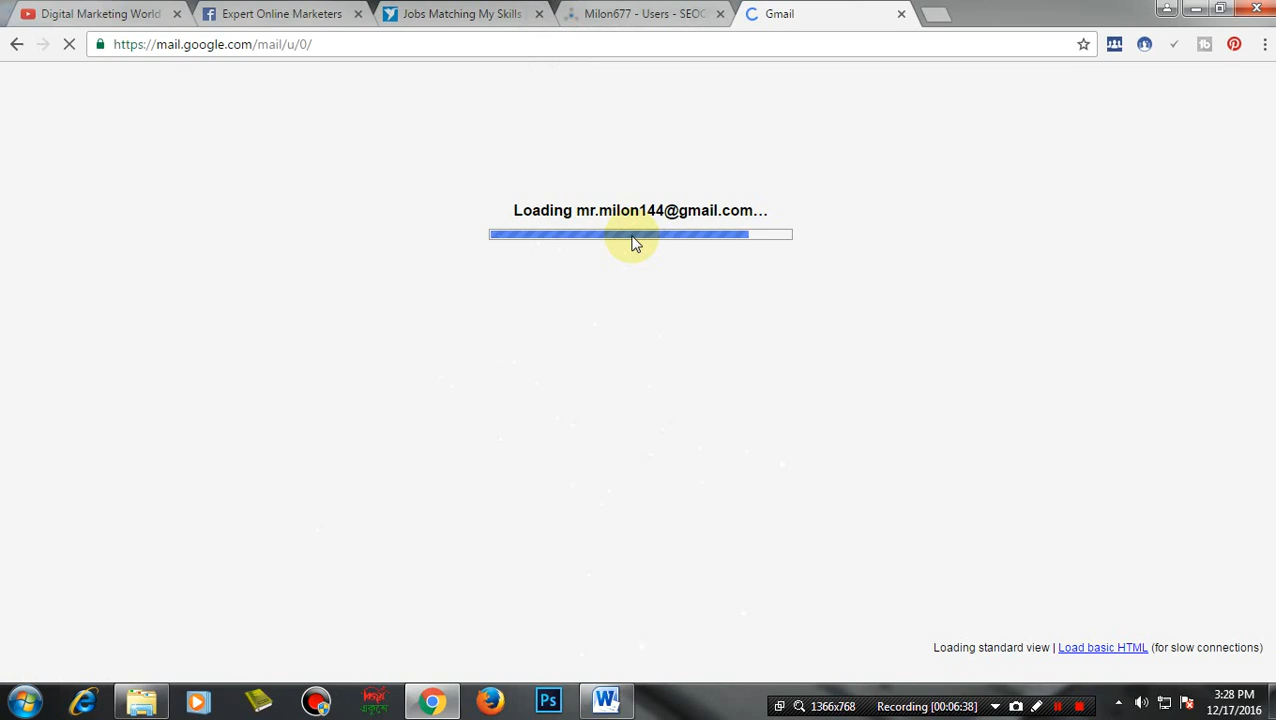 Digital Marketing World
Expert Online Marketers
Jobs Matching My Skills
Milon677 - Users - SEOC
Gmail
https://mail.google.com/mail/u/0/
Loading mr.milon144@gmail.com...
Loading standard view | Load basic HTML (for slow connections)
1366x768
Recording [00:06:38]
3:28 PM
12/17/2016
Ps
W